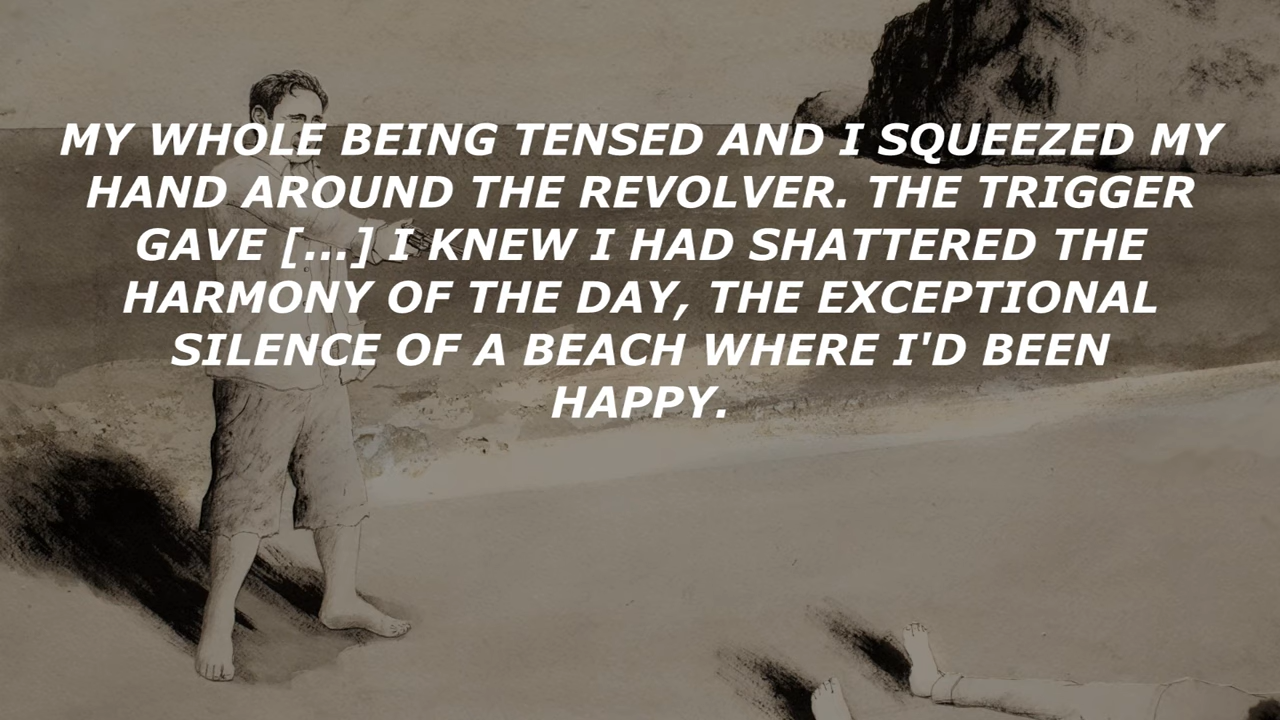 MY WHOLE BEING TENSED AND I SQUEEZED MY
HAND AROUND THE REVOLVER. THE TRIGGER
GAVE [...] I KNEW I HAD SHATTERED THE
HARMONY OF THE DAY, THE EXCEPTIONAL
SILENCE OF A BEACH WHERE I'D BEEN
HAPPY.